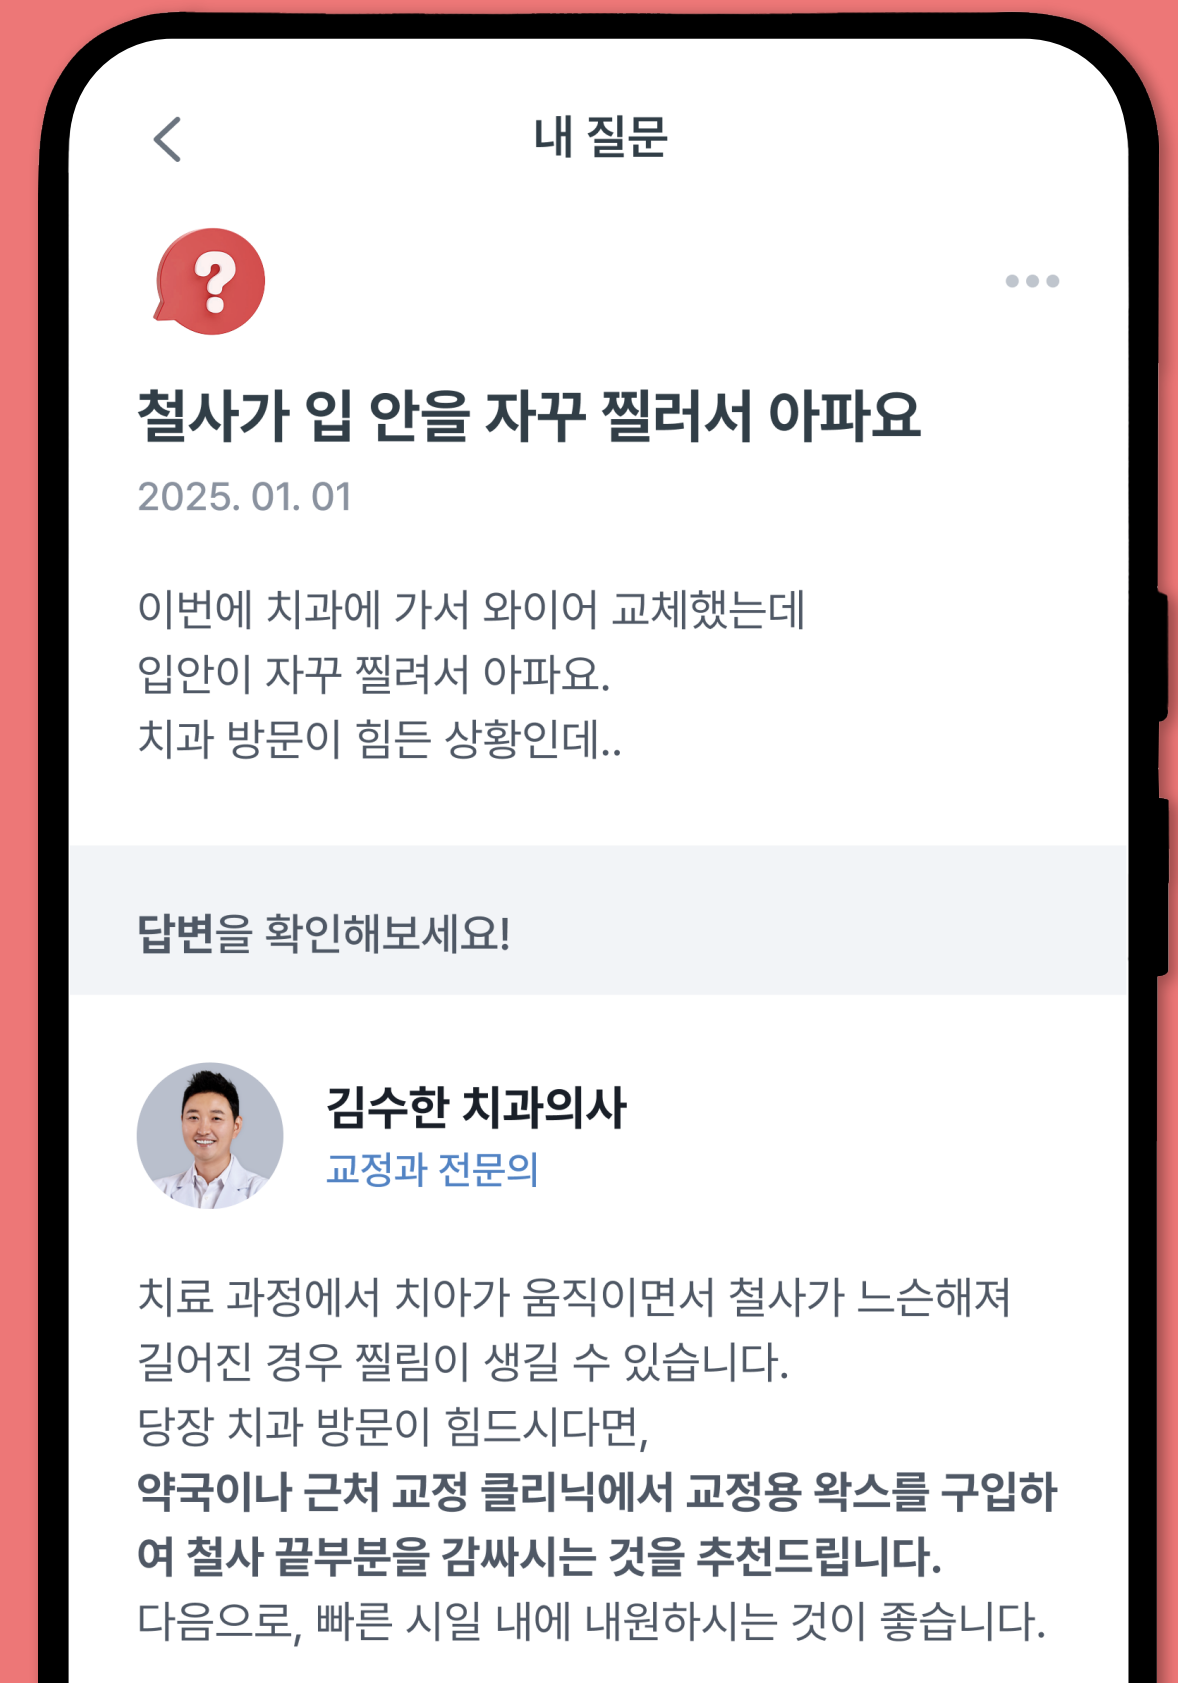 내 질문
?
철사가 입 안을 자꾸 찔러서 아파요
2025. 01. 01
이번에 치과에 가서 와이어 교체했는데
입안이 자꾸 찔려서 아파요.
치과 방문이 힘든 상황인데..
답변을 확인해보세요!
김수한 치과의사
교정과 전문의
치료 과정에서 치아가 움직이면서 철사가 느슨해져
길어진 경우 찔림이 생길 수 있습니다.
당장 치과 방문이 힘드시다면,
약국이나 근처 교정 클리닉에서 교정용 왁스를 구입하
여 철사 끝부분을 감싸시는 것을 추천드립니다.
다음으로, 빠른 시일 내에 내원하시는 것이 좋습니다.